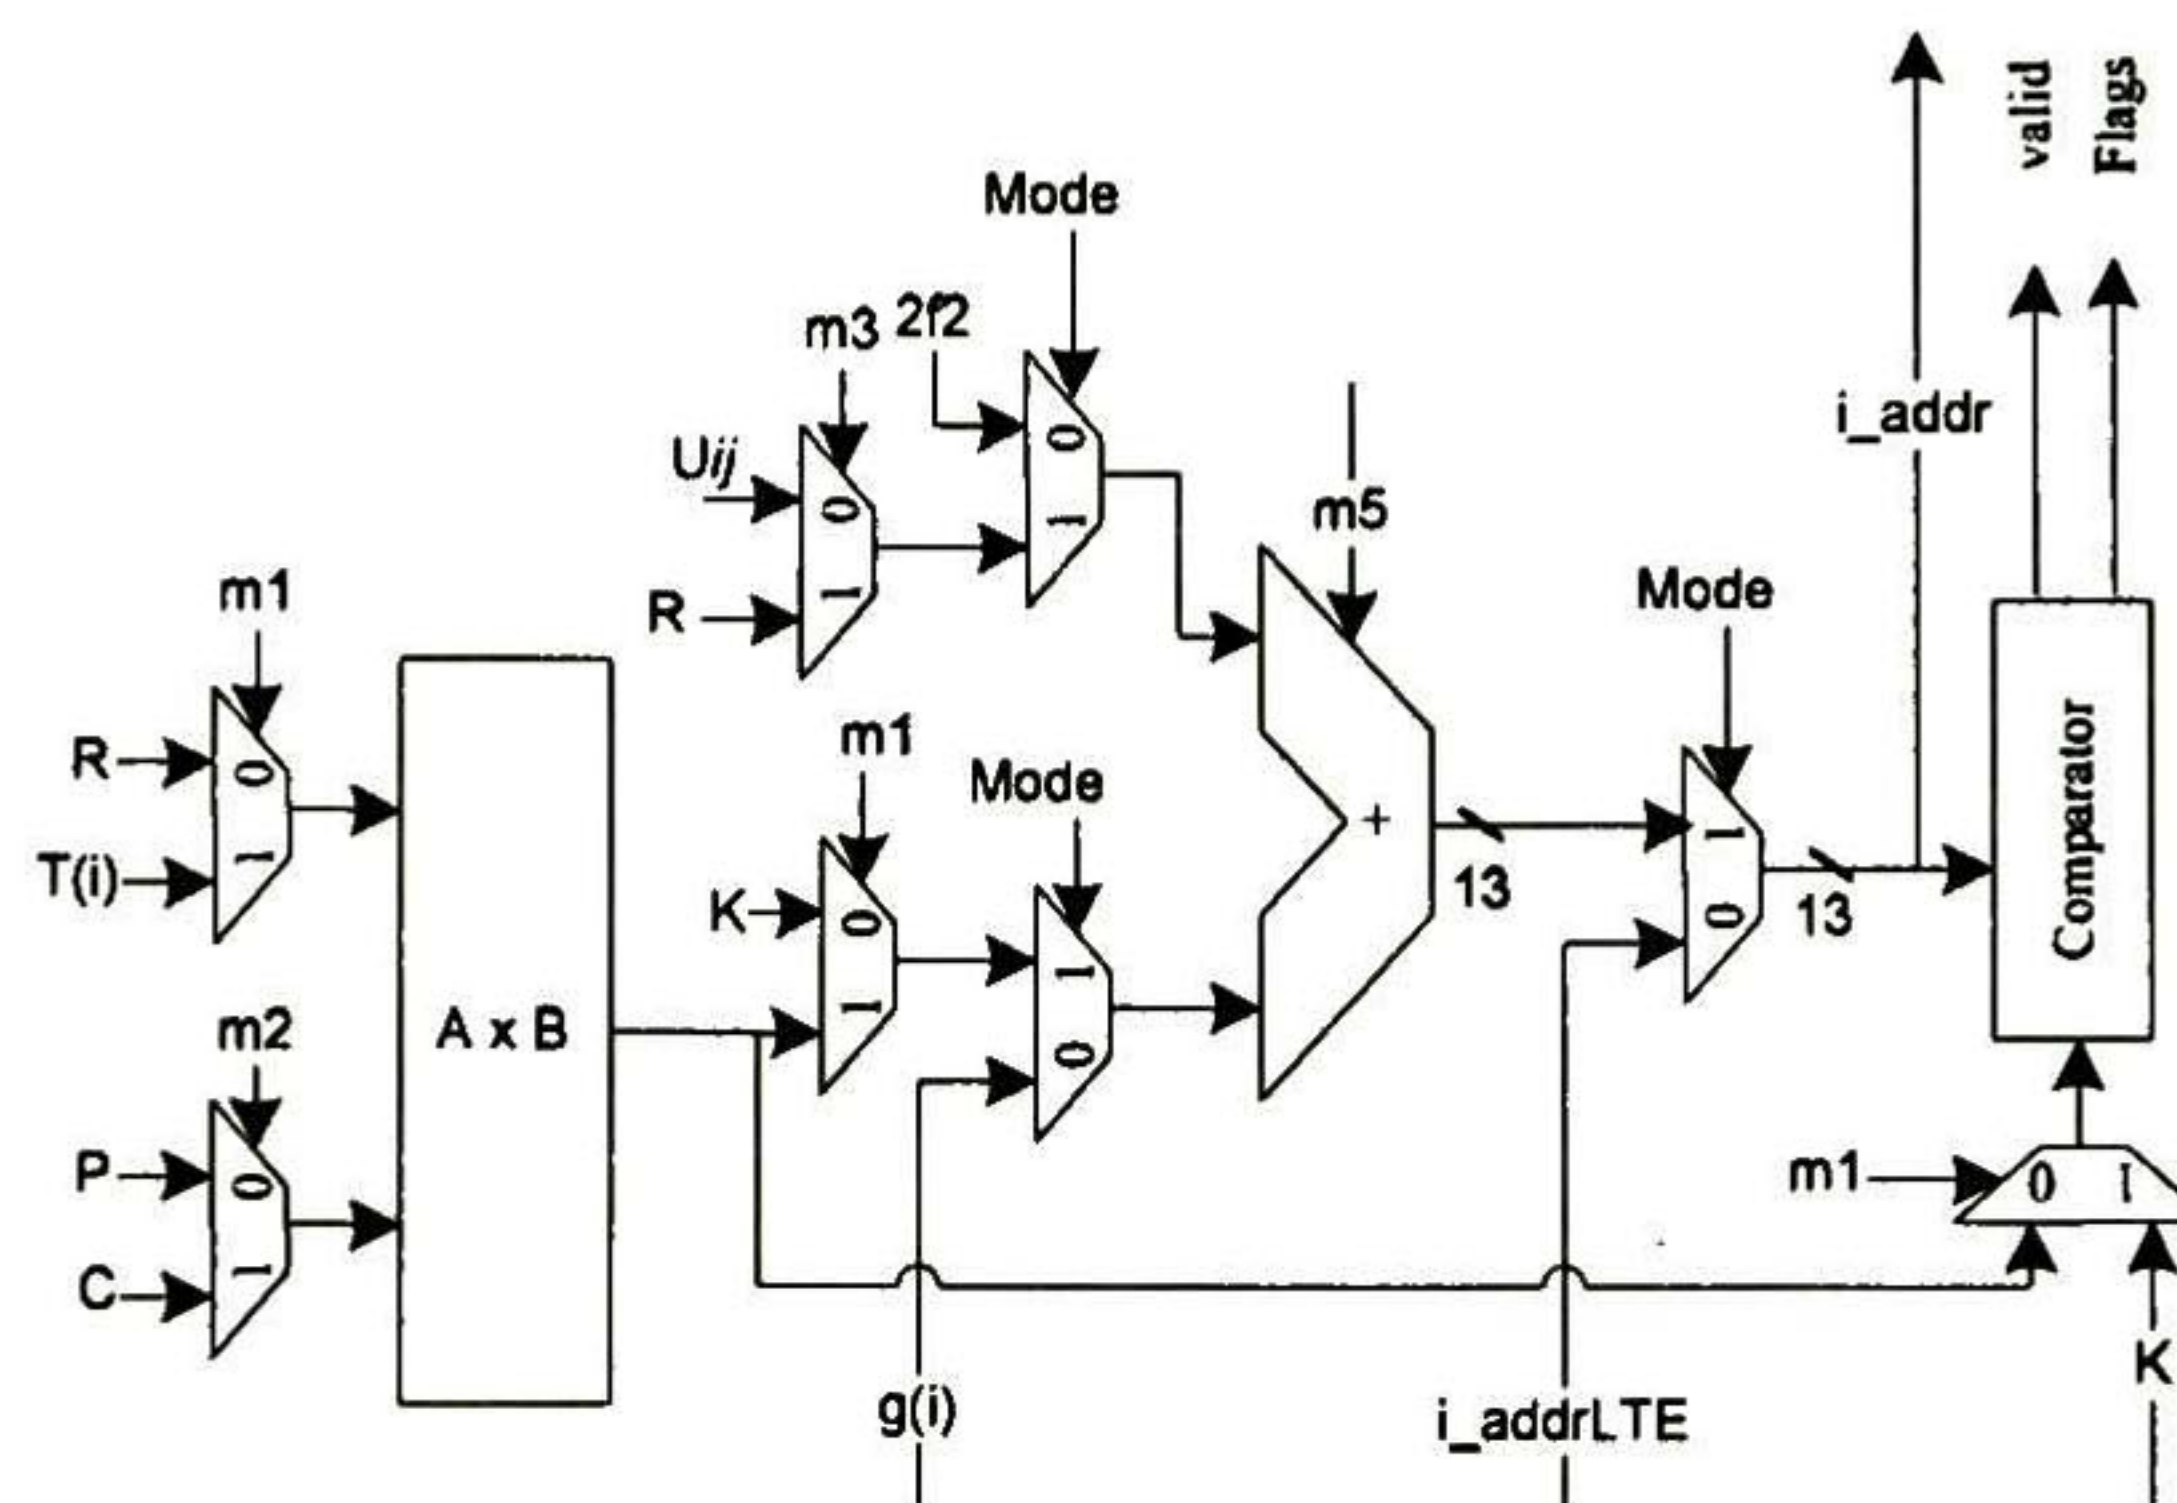 valid
Flags
Mode
m3 2f2
i_addr
Uij
0
1
m5
0
R
1
m1
Mode
R
0
T(i)
1
m1
Mode
K
0
1
1
0
+
13
1
0
13
Comparator
A x B
m2
P
0
C
1
m1
0 1
K
g(i)
i_addrLTE